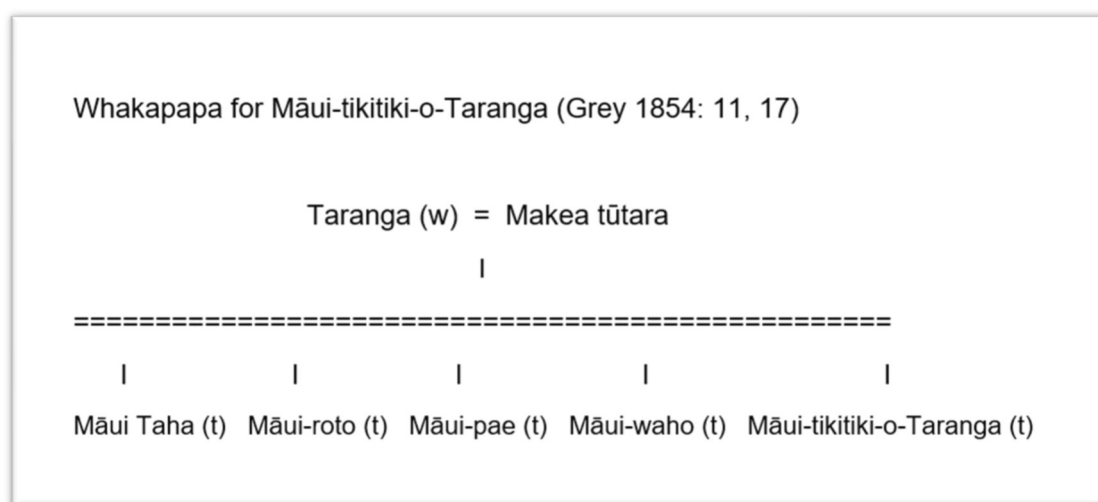 Whakapapa for Māui-tikitiki-o-Taranga (Grey 1854: 11, 17)
Taranga (w) = Makea tūtara
I
==================================================
I I I I I
Māui Taha (t) Māui-roto (t) Māui-pae (t) Māui-waho (t) Māui-tikitiki-o-Taranga (t)